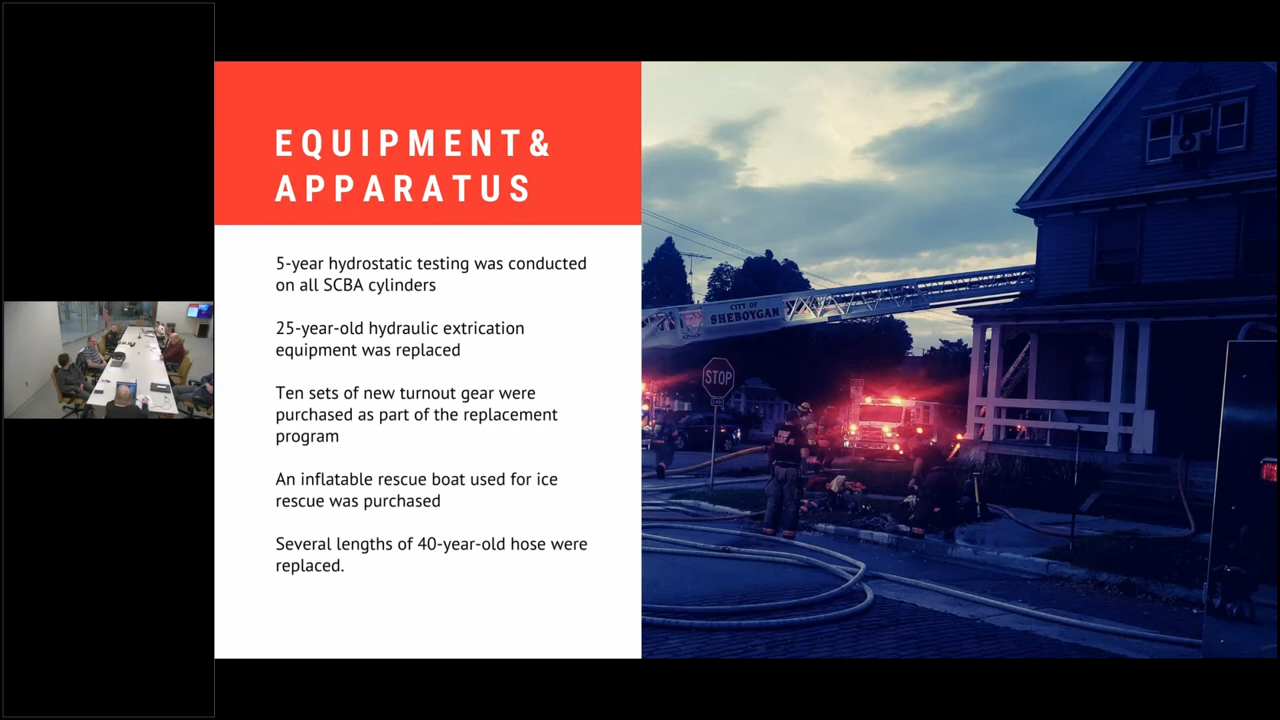 EQUIPMENT&
APPARATUS
5-year hydrostatic testing was conducted
on all SCBA cylinders
25-year-old hydraulic extrication
equipment was replaced
Ten sets of new turnout gear were
purchased as part of the replacement
program
An inflatable rescue boat used for ice
rescue was purchased
Several lengths of 40-year-old hose were
replaced.
CITY OF
SHEBOYGAN
STOP